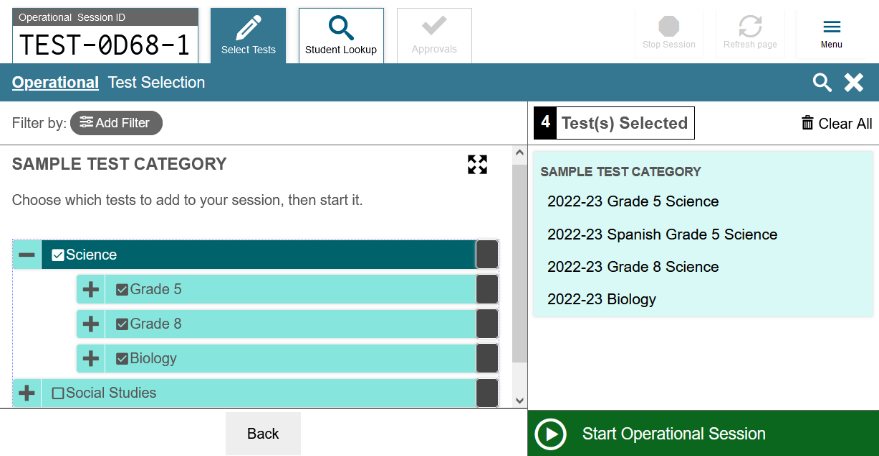 Operational Session ID
TEST-0D68-1
Select Tests
Student Lookup
Approvals
Stop Session
Refresh page
Menu
Operational Test Selection
Filter by: Add Filter
4 Test(s) Selected
Clear All
SAMPLE TEST CATEGORY
Choose which tests to add to your session, then start it.
Science
Grade 5
Grade 8
Biology
Social Studies
Back
SAMPLE TEST CATEGORY
2022-23 Grade 5 Science
2022-23 Spanish Grade 5 Science
2022-23 Grade 8 Science
2022-23 Biology
Start Operational Session